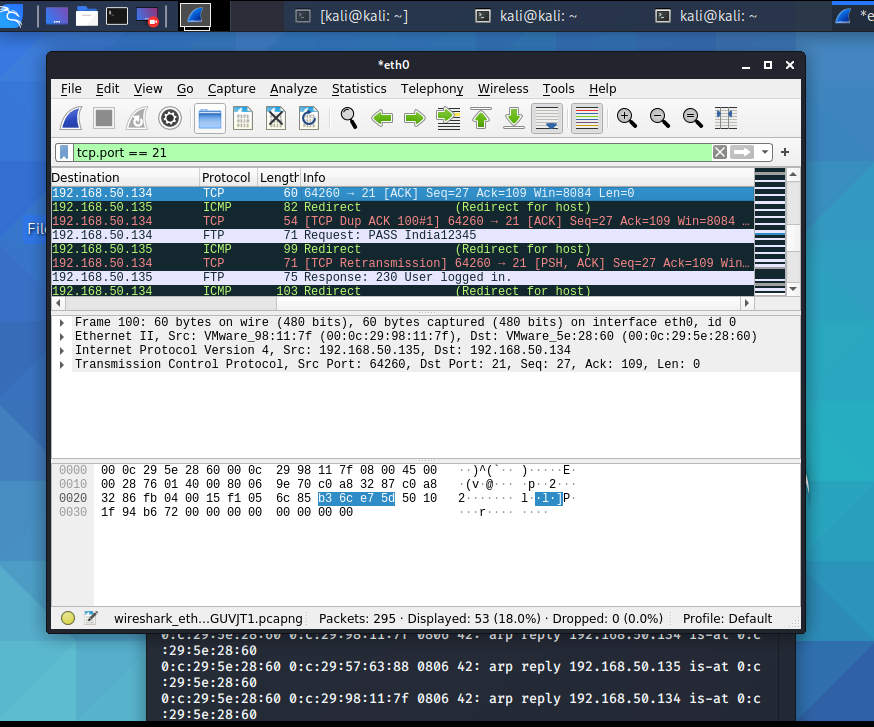 [kali@kali: ~] kali@kali: ~ kali@kali: ~ *e
*eth0
File Edit View Go Capture Analyze Statistics Telephony Wireless Tools Help
tcp.port == 21
Destination Protocol Length Info
192.168.50.134 TCP 60 64260 → 21 [ACK] Seq=27 Ack=109 Win=8084 Len=0
192.168.50.135 ICMP 82 Redirect (Redirect for host)
192.168.50.134 TCP 54 [TCP Dup ACK 100#1] 64260 → 21 [ACK] Seq=27 Ack=109 Win=8084 …
192.168.50.134 FTP 71 Request: PASS India12345
192.168.50.135 ICMP 99 Redirect (Redirect for host)
192.168.50.134 TCP 71 [TCP Retransmission] 64260 → 21 [PSH, ACK] Seq=27 Ack=109 Win…
192.168.50.135 FTP 75 Response: 230 User logged in.
192.168.50.134 ICMP 103 Redirect (Redirect for host)
Fil
Frame 100: 60 bytes on wire (480 bits), 60 bytes captured (480 bits) on interface eth0, id 0
Ethernet II, Src: VMware_98:11:7f (00:0c:29:98:11:7f), Dst: VMware_5e:28:60 (00:0c:29:5e:28:60)
Internet Protocol Version 4, Src: 192.168.50.135, Dst: 192.168.50.134
Transmission Control Protocol, Src Port: 64260, Dst Port: 21, Seq: 27, Ack: 109, Len: 0
0000 00 0c 29 5e 28 60 00 0c 29 98 11 7f 08 00 45 00 ··)^(`·· )·····E·
0010 00 28 76 01 40 00 80 06 9e 70 c0 a8 32 87 c0 a8 ·(v·@··· ·p··2···
0020 32 86 fb 04 00 15 f1 05 6c 85 b3 6c e7 5d 50 10 2······· l··l·]P·
0030 1f 94 b6 72 00 00 00 00 00 00 00 00 ···r···· ····
wireshark_eth…GUVJT1.pcapng Packets: 295 · Displayed: 53 (18.0%) · Dropped: 0 (0.0%) Profile: Default
0:c:29:5e:28:60 0:c:29:98:11:7f 0806 42: arp reply 192.168.50.134 is-at 0:c
:29:5e:28:60
0:c:29:5e:28:60 0:c:29:57:63:88 0806 42: arp reply 192.168.50.135 is-at 0:c
:29:5e:28:60
0:c:29:5e:28:60 0:c:29:98:11:7f 0806 42: arp reply 192.168.50.134 is-at 0:c
:29:5e:28:60